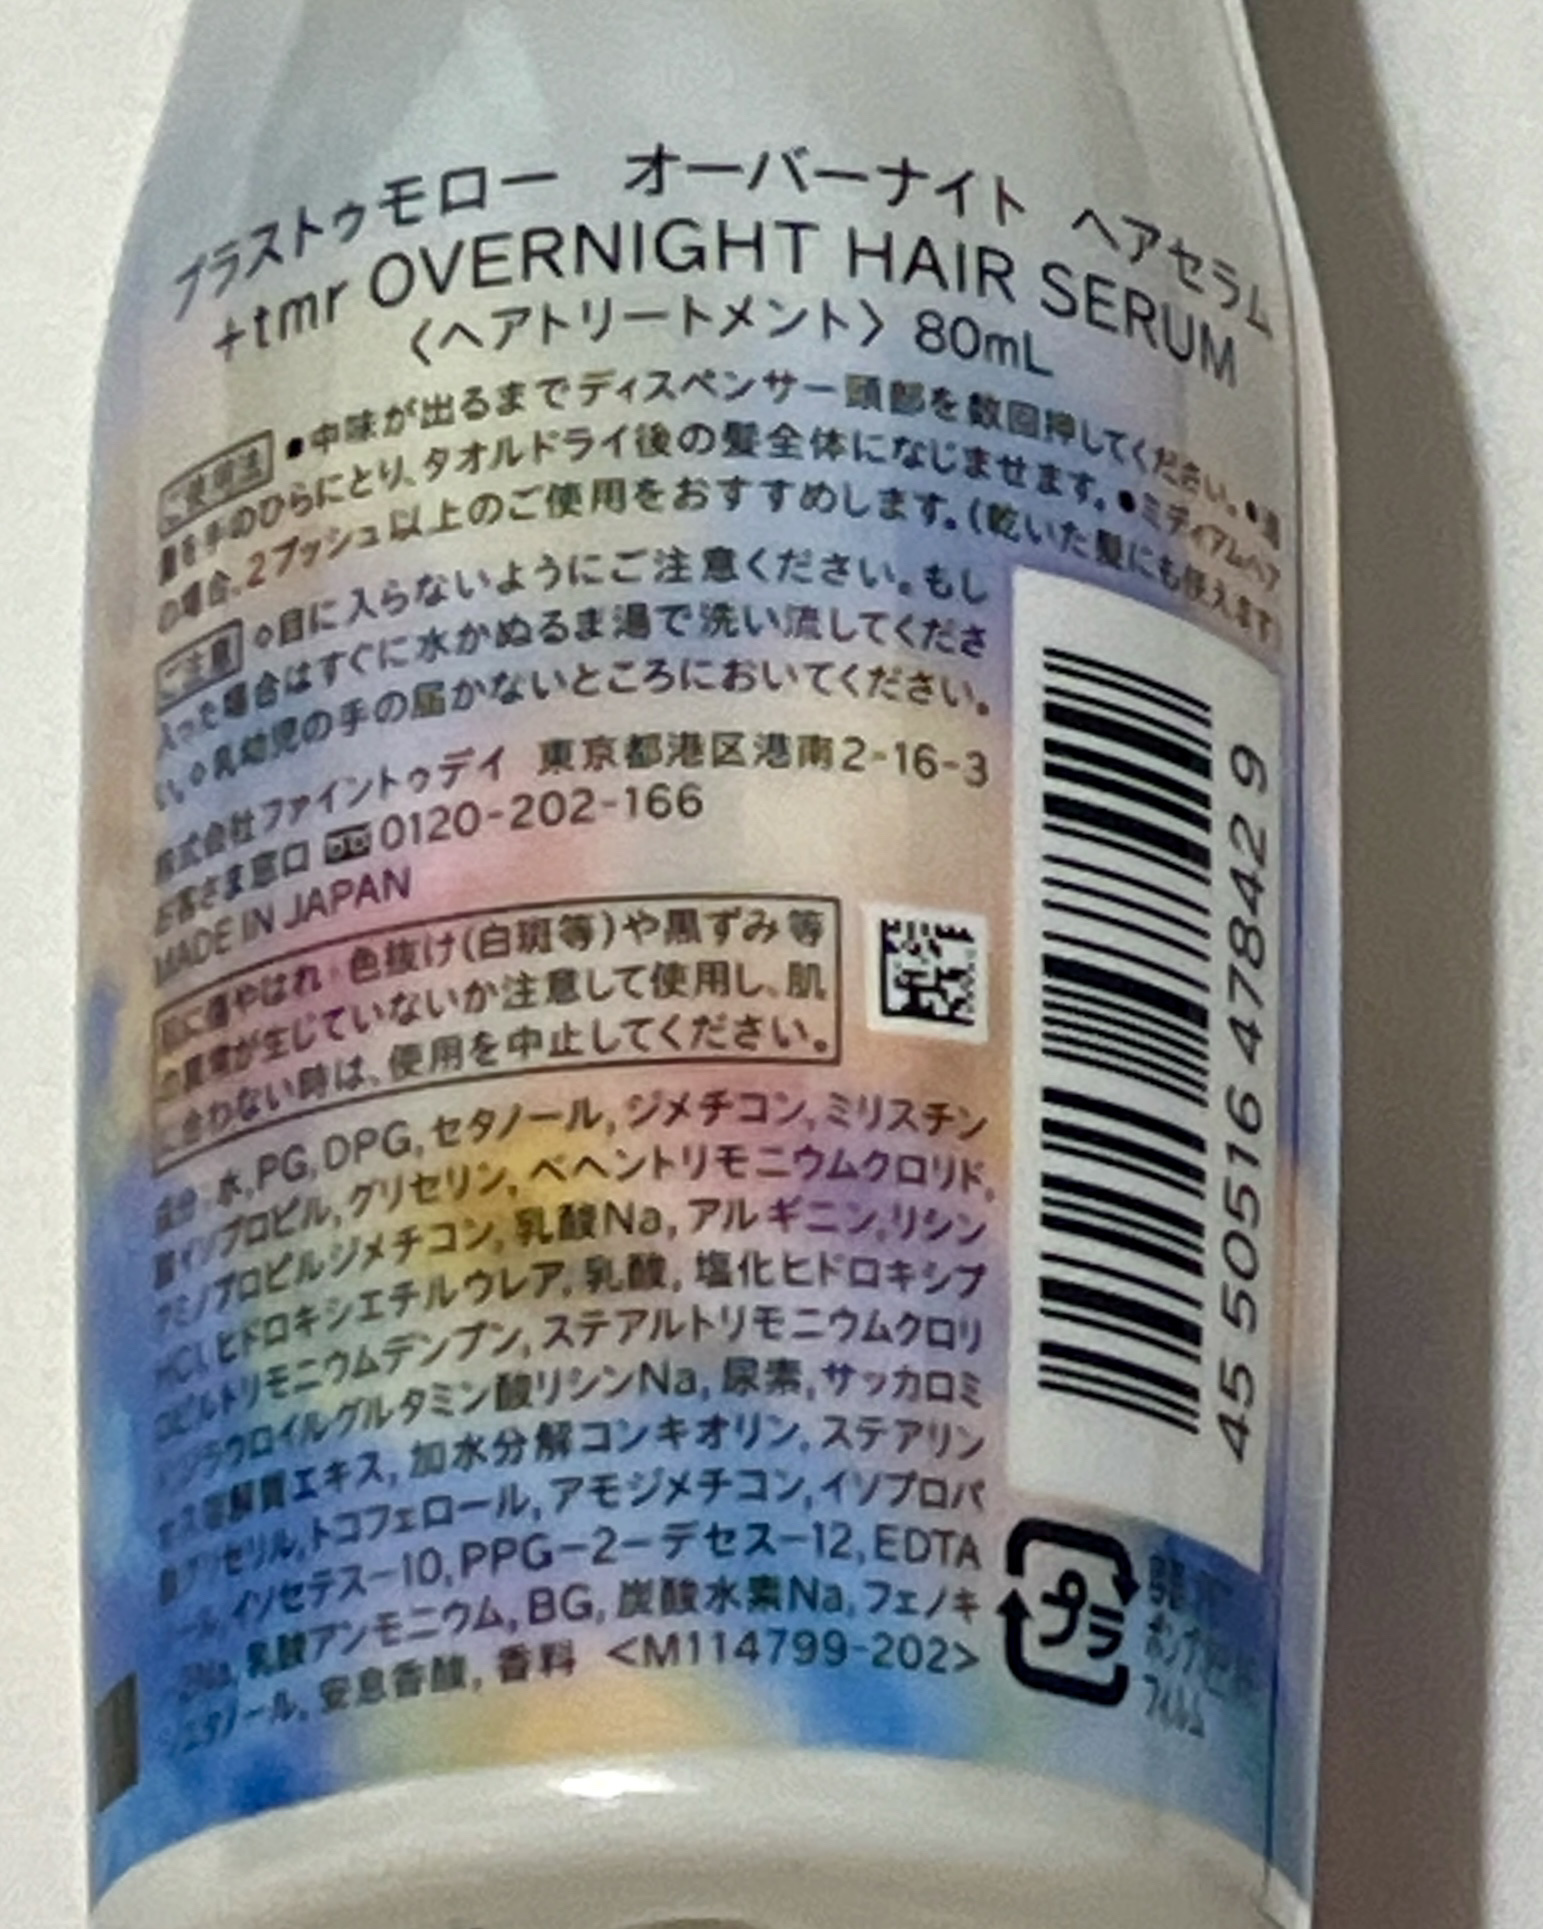 プラストゥモロー オーバーナイト ヘアセラム
+tmr OVERNIGHT HAIR SERUM
〈ヘアトリートメント〉 80mL
ご使用法 ●中味が出るまでディスペンサー頭部を数回押してください。●適
量を手のひらにとり、タオルドライ後の髪全体になじませます。●ミディアムヘア
の場合、2プッシュ以上のご使用をおすすめします。(乾いた髪にも使えます)
ご注意 ◇目に入らないようにご注意ください。もし
入った場合はすぐに水かぬるま湯で洗い流してくださ
い。◇乳幼児の手の届かないところにおいてください。
株式会社ファイントゥデイ 東京都港区港南2-16-3
お客さま窓口 0120-202-166
MADE IN JAPAN
肌に傷やはれ・色抜け(白斑等)や黒ずみ等
の異常が生じていないか注意して使用し、肌
に合わない時は、使用を中止してください。
成分:水,PG,DPG,セタノール,ジメチコン,ミリスチン
酸イソプロピル,グリセリン,ベヘントリモニウムクロリド,
アミノプロピルジメチコン,乳酸Na,アルギニン,リシン
HCl,ヒドロキシエチルウレア,乳酸,塩化ヒドロキシプ
ロピルトリモニウムデンプン,ステアルトリモニウムクロリ
ド,ジラウロイルグルタミン酸リシンNa,尿素,サッカロミ
セス溶解質エキス,加水分解コンキオリン,ステアリン
酸グリセリル,トコフェロール,アモジメチコン,イソプロパ
ノール,イソセテス-10,PPG-2-デセス-12,EDTA
-2Na,乳酸アンモニウム,BG,炭酸水素Na,フェノキ
シエタノール,安息香酸,香料 <M114799-202>
45 50516 47842 9
プラ
フィルム